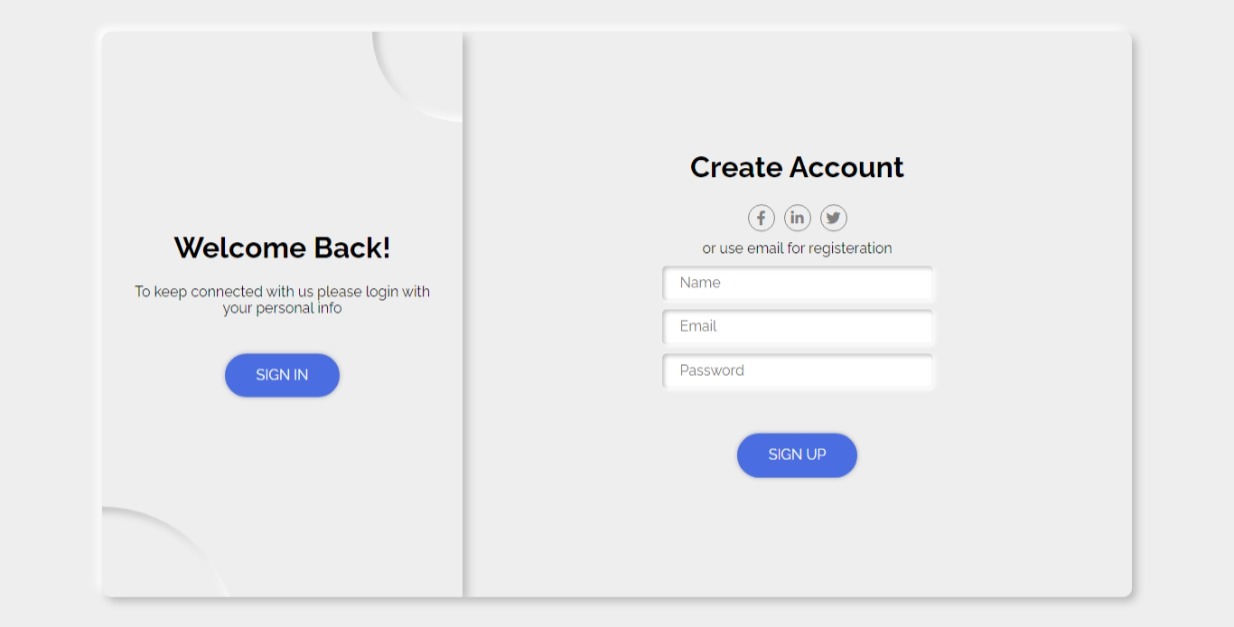 Welcome Back!
To keep connected with us please login with
your personal info
SIGN IN
Create Account
f
in
or use email for registeration
Name
Email
Password
SIGN UP